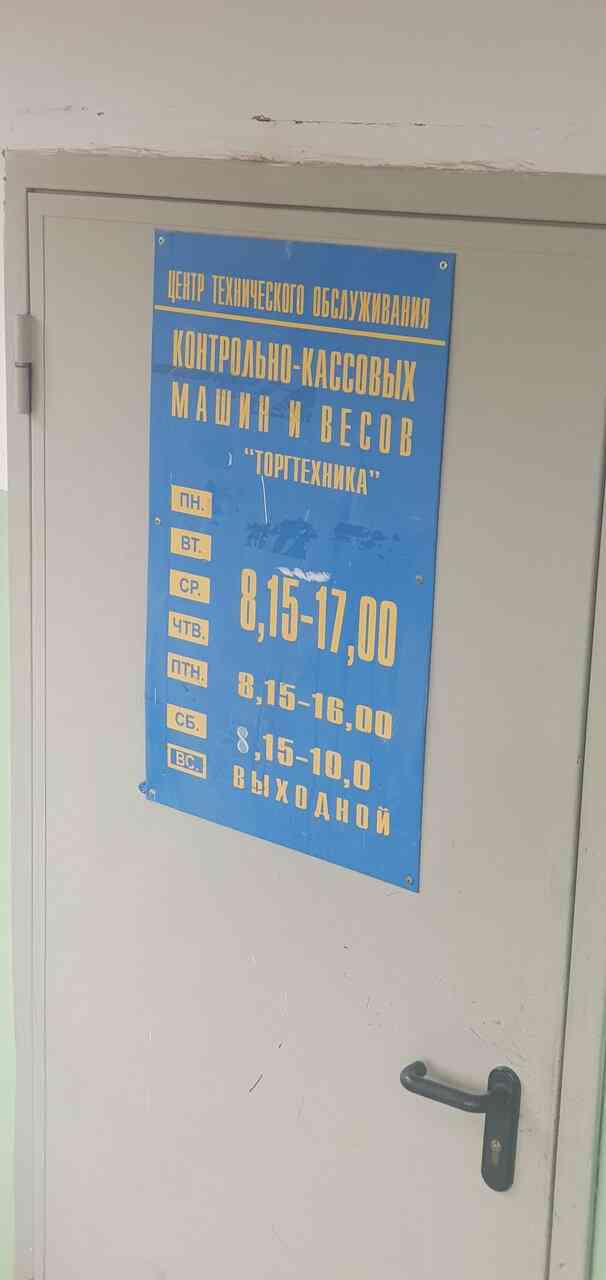 ЦЕНТР ТЕХНИЧЕСКОГО ОБСЛУЖИВАНИЯ
КОНТРОЛЬНО-КАССОВЫХ
МАШИН И ВЕСОВ
"ТОРГТЕХНИКА"
ПН.
ВТ.
СР. 8,15-17,00
ЧТВ.
ПТН. 8,15-16,00
СБ. 8,15-10,0
ВС. ВЫХОДНОЙ